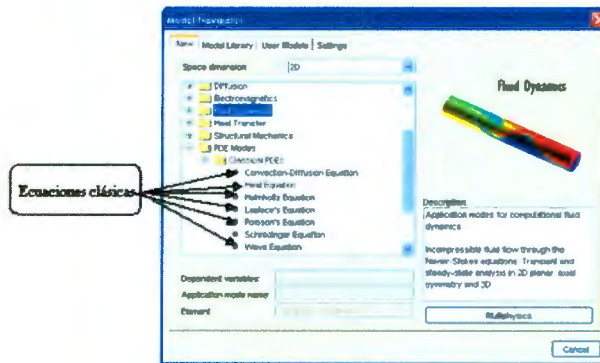 Model Navigator
New Model Library User Models Settings
Space dimension: 2D
Diffusion
Electromagnetics
Heat Transfer
Structural Mechanics
PDE Modes
Classical PDEs
Convection-Diffusion Equation
Heat Equation
Helmholtz Equation
Laplace's Equation
Poisson's Equation
Schrödinger Equation
Wave Equation
Ecuaciones clásicas
Dependent variables:
Application mode name:
Element:
Fluid Dynamics
Description:
Application modes for computational fluid
dynamics
Incompressible fluid flow through the
Navier-Stokes equations. Transient and
steady-state analysis in 2D planar, axial
symmetry and 3D
Multiphysics
Cancel